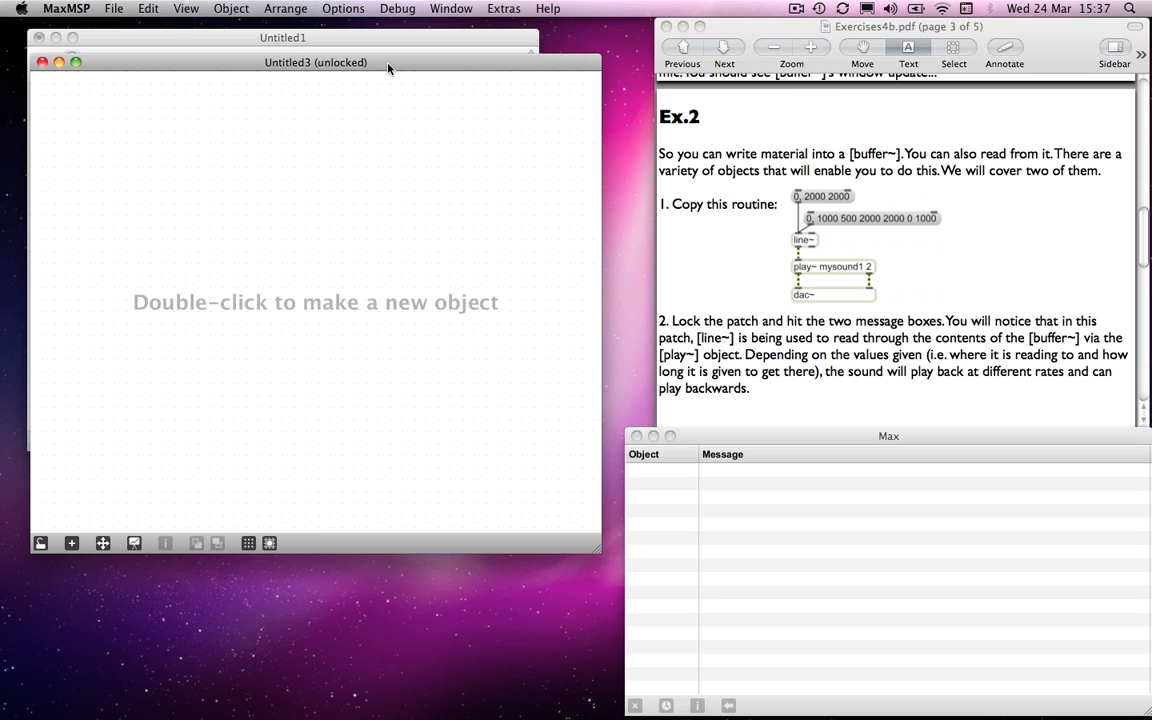 MaxMSP File Edit View Object Arrange Options Debug Window Extras Help Wed 24 Mar 15:37
Untitled1
Untitled3 (unlocked)
Double-click to make a new object
Exercises4b.pdf (page 3 of 5)
Previous Next Zoom Move Text Select Annotate Sidebar
Ex.2
So you can write material into a [buffer~]. You can also read from it. There are a
variety of objects that will enable you to do this. We will cover two of them.
1. Copy this routine:
0, 2000 2000
0, 1000 500 2000 2000 0 1000
line~
play~ mysound1 2
dac~
2. Lock the patch and hit the two message boxes. You will notice that in this
patch, [line~] is being used to read through the contents of the [buffer~] via the
[play~] object. Depending on the values given (i.e. where it is reading to and how
long it is given to get there), the sound will play back at different rates and can
play backwards.
Max
Object Message